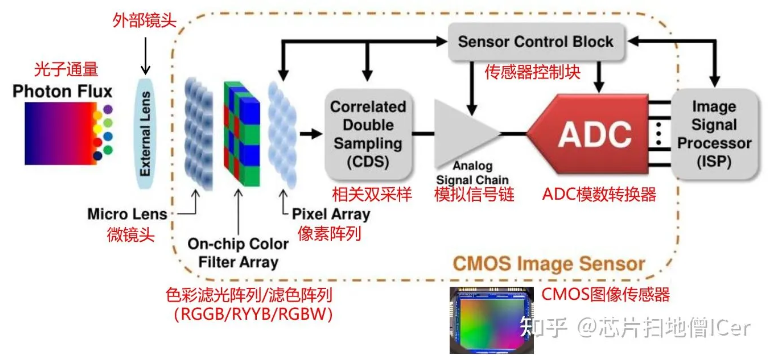 外部镜头
光子通量
Photon Flux
External Lens
Sensor Control Block
传感器控制块
Correlated
Double
Sampling
(CDS)
相关双采样
Analog
Signal Chain
模拟信号链
ADC
ADC模数转换器
Image
Signal
Processor
(ISP)
Micro Lens
微镜头
Pixel Array
像素阵列
On-chip Color
Filter Array
色彩滤光阵列/滤色阵列
（RGGB/RYYB/RGBW）
CMOS Image Sensor
CMOS图像传感器
知乎 @芯片扫地僧ICer